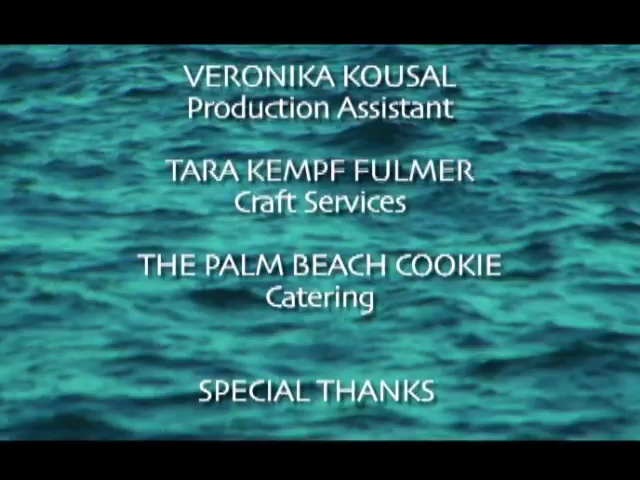 VERONIKA KOUSAL
Production Assistant
TARA KEMPF FULMER
Craft Services
THE PALM BEACH COOKIE
Catering
SPECIAL THANKS